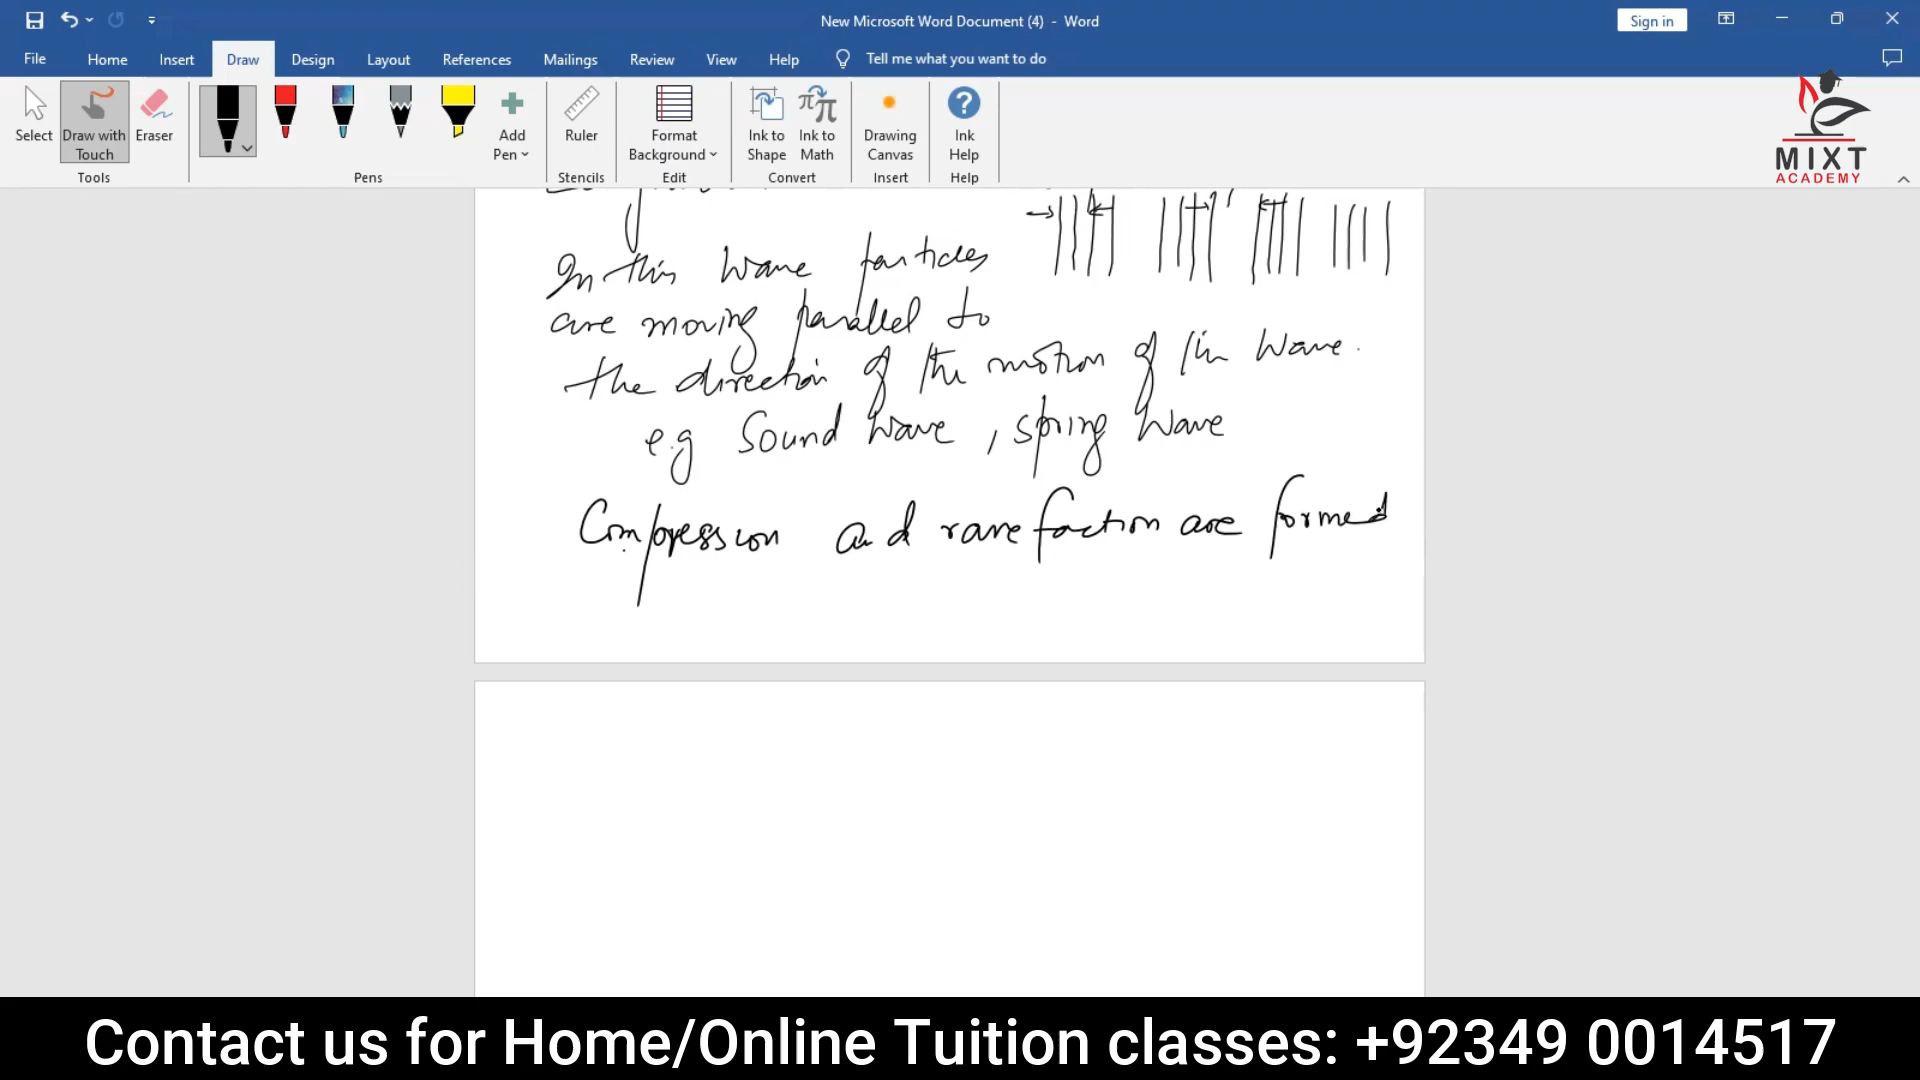 New Microsoft Word Document (4) - Word
Sign in
File Home Insert Draw Design Layout References Mailings Review View Help Tell me what you want to do
Select
Draw with Touch
Eraser
Add Pen
Ruler
Format Background
Ink to Shape
Ink to Math
Drawing Canvas
Ink Help
Tools Pens Stencils Edit Convert Insert Help
MIXT
ACADEMY
In this wave particles
are moving parallel to
the direction of the motion of the wave.
e.g Sound wave, spring wave
Compression and rarefaction are formed
Contact us for Home/Online Tuition classes: +92349 0014517